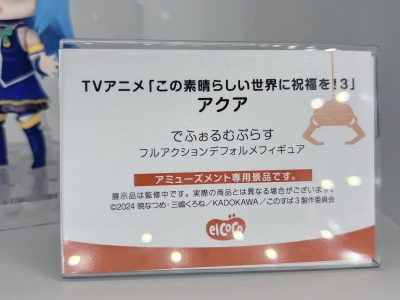 TVアニメ「この素晴らしい世界に祝福を!3」
アクア
でふぉるむぷらす
フルアクションデフォルメフィギュア
アミューズメント専用景品です。
展示品は監修中です。実際の商品とは異なる場合がございます。
©2024 暁なつめ・三嶋くろね/KADOKAWA/このすば3製作委員会
elCoCo